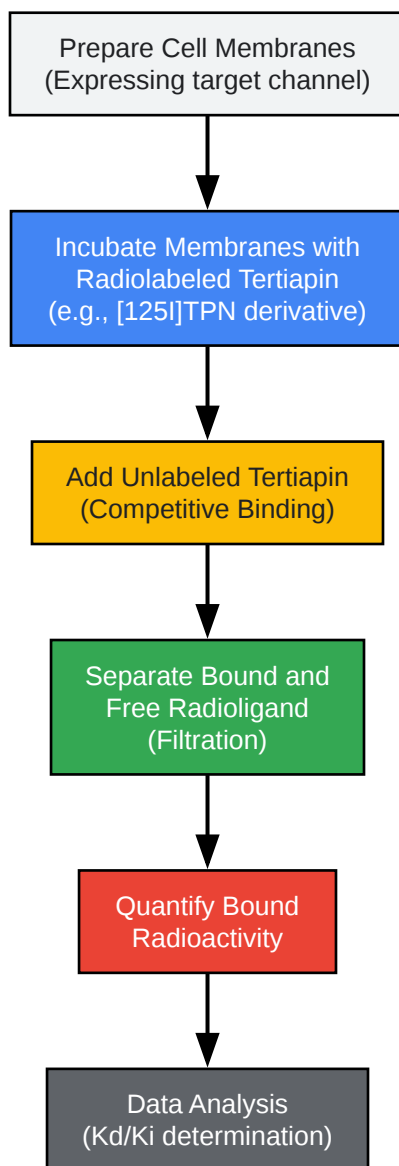 Prepare Cell Membranes
(Expressing target channel)
Incubate Membranes with
Radiolabeled Tertiapin
(e.g., [125I]TPN derivative)
Add Unlabeled Tertiapin
(Competitive Binding)
Separate Bound and
Free Radioligand
(Filtration)
Quantify Bound
Radioactivity
Data Analysis
(Kd/Ki determination)